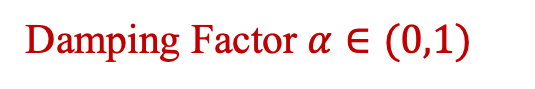 Damping Factor α ∈ (0,1)